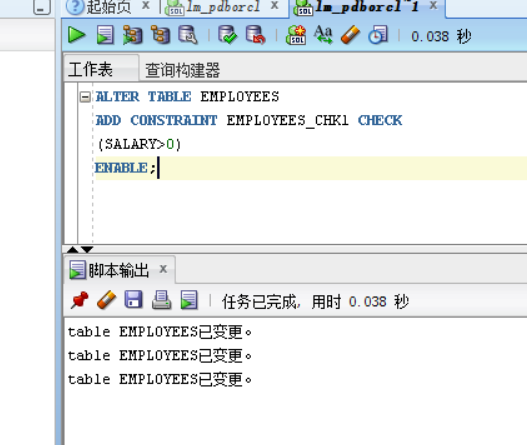 起始页 × lm_pdborcl × lm_pdborcl~1 ×
0.038 秒
工作表 查询构建器
ALTER TABLE EMPLOYEES
ADD CONSTRAINT EMPLOYEES_CHK1 CHECK
(SALARY>0)
ENABLE;
脚本输出 ×
任务已完成, 用时 0.038 秒
table EMPLOYEES已变更。
table EMPLOYEES已变更。
table EMPLOYEES已变更。